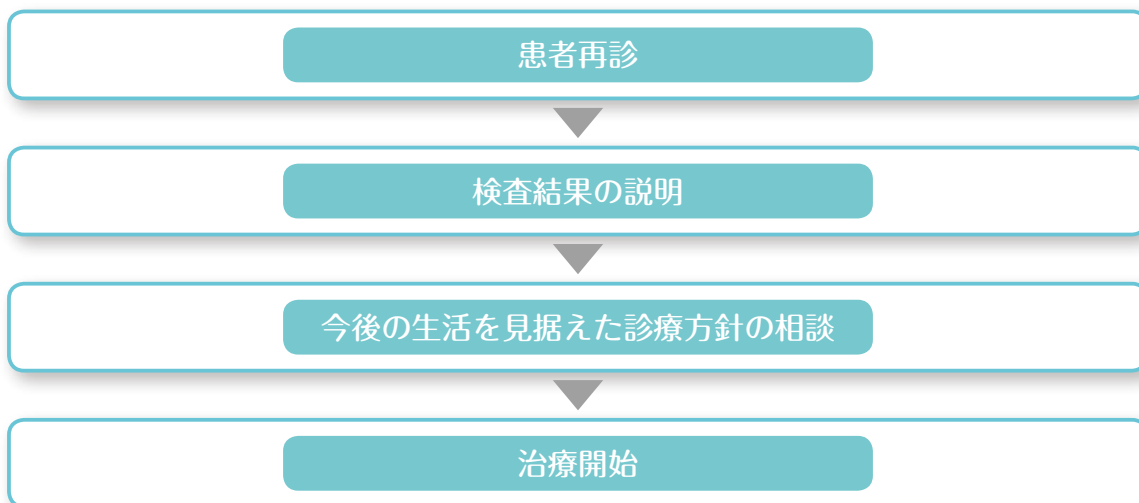 患者再診
検査結果の説明
今後の生活を見据えた診療方針の相談
治療開始